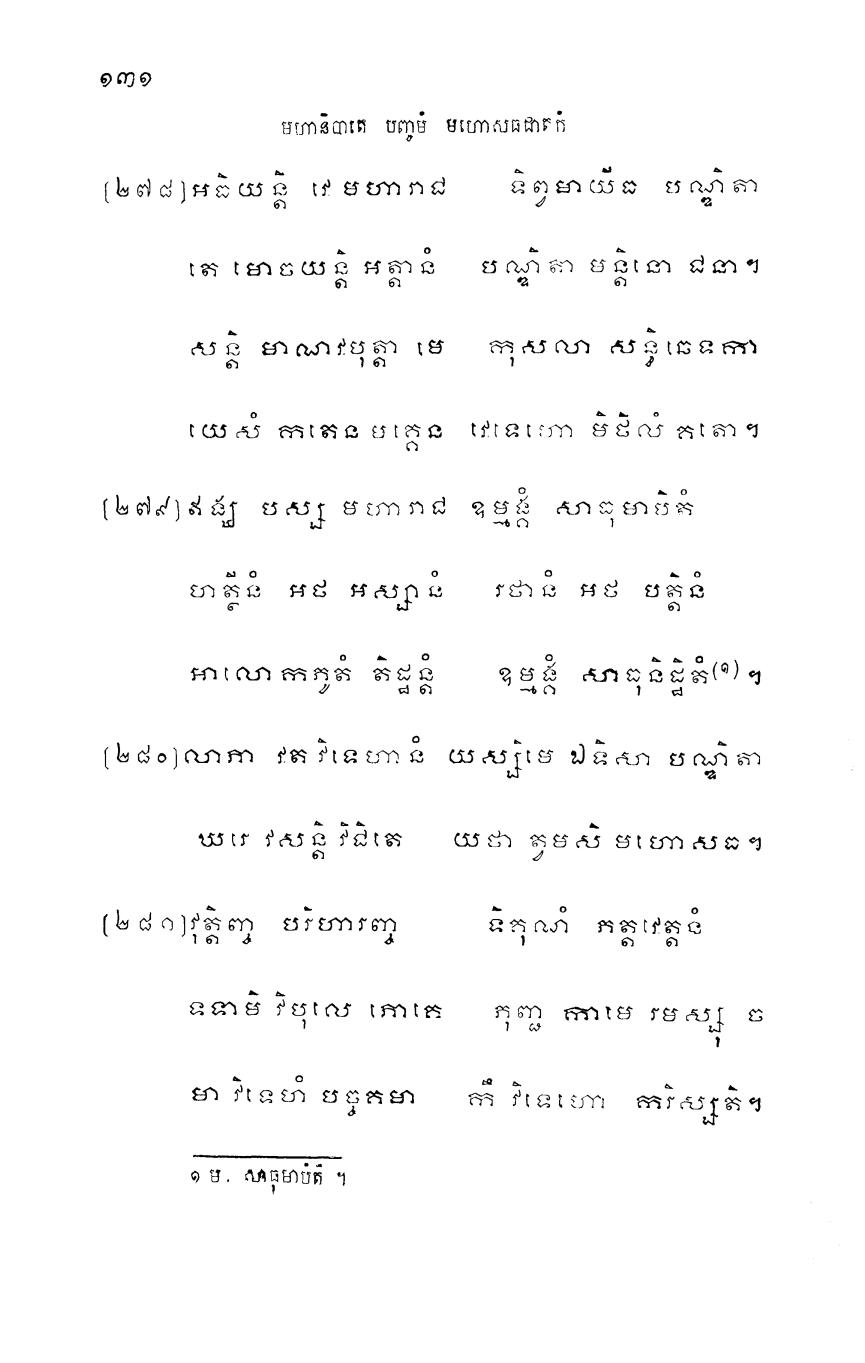 ១៣១
មហានិបាតេ បញ្ចមំ មហោសធជាតកំ
(២៧៨) អធិយន្តិ វេ មហារាជ ទិព្វមាយីធ បណ្ឌិតា
តេ មោចយន្តិ អត្តានំ បណ្ឌិតា មន្តិនោ ជនា។
សន្តិ មាណវបុត្តា មេ កុសលា សន្ធិឆេទកា
យេសំ កតេន មគ្គេន វេទេហោ មិថិលំ គតោ។
(២៧៩) ឥង្ឃ បស្ស មហារាជ ឧម្មង្គំ សាធុមាបិតំ
ហត្ថីនំ អថ អស្សានំ រថានំ អថ បត្តិនំ
អាលោកភូតំ តិដ្ឋន្តំ ឧម្មង្គំ សាធុនិដ្ឋិតំ(១)។
(២៨០) លាភា វត វិទេហានំ យស្សិមេ ឯទិសា បណ្ឌិតា
ឃរេ វសន្តិ វិជិតេ យថា ត្វមសិ មហោសធ។
(២៨១) វុត្តិញ្ច បរិហារញ្ច ទិគុណំ ភត្តវេត្តនំ
ទទាមិ វិបុលេ ភោគេ ភុញ្ជ កាមេ រមស្សុ ច
មា វិទេហំ បច្ចគមា កឹ វិទេហោ ករិស្សតិ។
១ ម. សាធុមាបិតំ ។